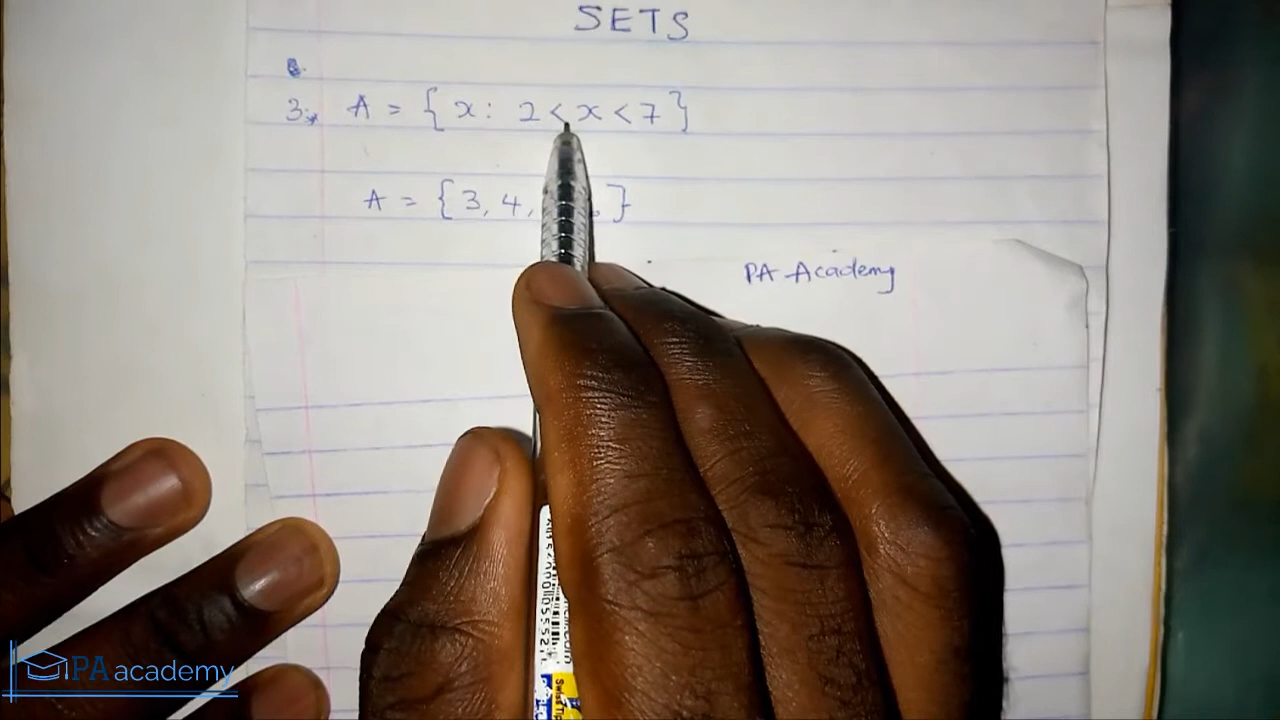 SETS
3. A = { x : 2 < x < 7 }
A = { 3, 4, }
PA Academy
PA academy